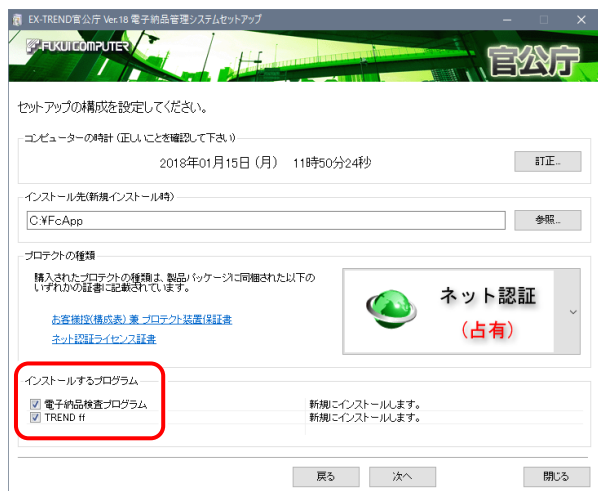 EX-TREND官公庁 Ver.18 電子納品管理システムセットアップ
FUKUI COMPUTER
官公庁
セットアップの構成を設定してください。
コンピューターの時計 (正しいことを確認して下さい)
2018年01月15日 (月) 11時50分24秒
訂正...
インストール先(新規インストール時)
C:¥FcApp
参照...
プロテクトの種類
購入されたプロテクトの種類は、製品パッケージに同梱された以下の
いずれかの証書に記載されています。
お客様控(構成表) 兼 プロテクト装置保証書
ネット認証ライセンス証書
ネット認証
(占有)
インストールするプログラム
電子納品検査プログラム 新規にインストールします。
TREND ff 新規にインストールします。
戻る 次へ 閉じる